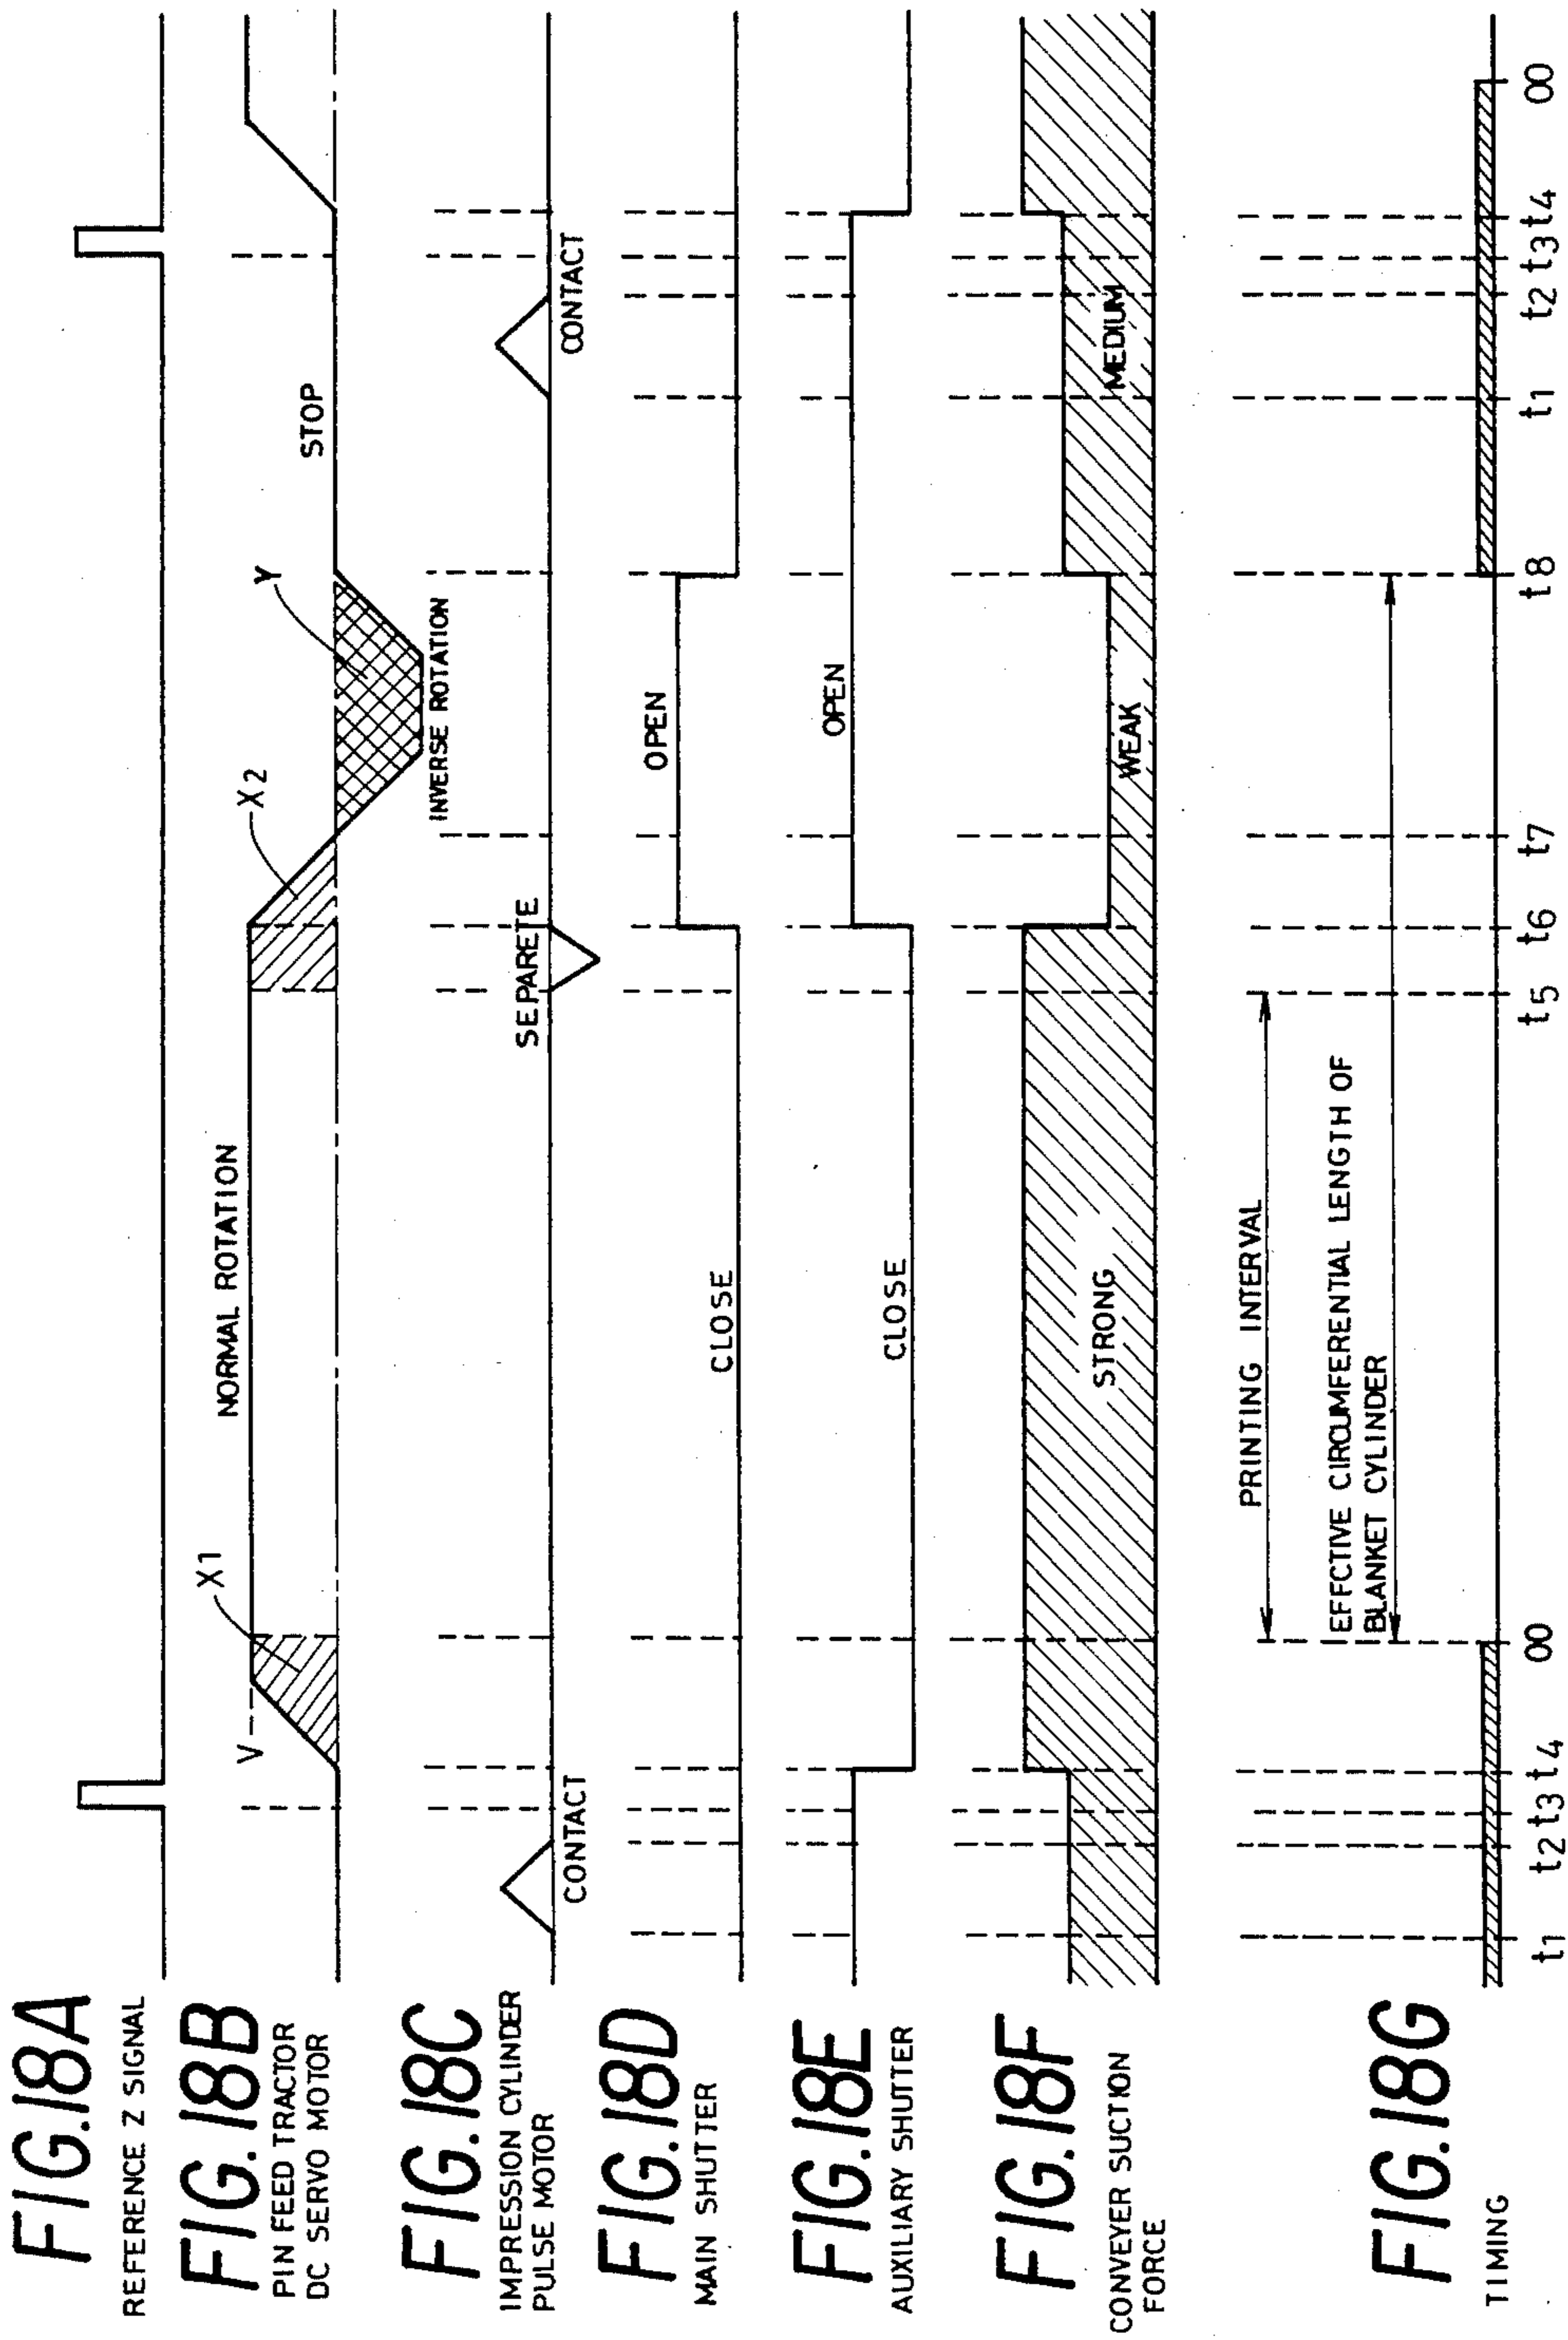 FIG.18A
REFERENCE Z SIGNAL
FIG.18B
PIN FEED TRACTOR
DC SERVO MOTOR
V
X1
NORMAL ROTATION
X2
Y
INVERSE ROTATION
STOP
FIG.18C
IMPRESSION CYLINDER
PULSE MOTOR
CONTACT
SEPARETE
CONTACT
FIG.18D
MAIN SHUTTER
CLOSE
OPEN
FIG.18E
AUXILIARY SHUTTER
CLOSE
OPEN
FIG.18F
CONVEYER SUCTION
FORCE
STRONG
WEAK
MEDIUM
PRINTING INTERVAL
EFFCTIVE CIRCUMFERENTIAL LENGTH OF
BLANKET CYLINDER
FIG.18G
TIMING
t1 t2 t3 t4 00 t5 t6 t7 t8 t1 t2 t3 t4 00